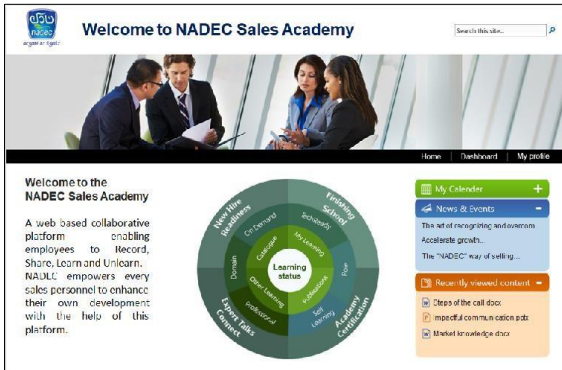 nadec
Welcome to NADEC Sales Academy
Search this site...
Home | Dashboard | My profile
Welcome to the
NADEC Sales Academy
A web based collaborative
platform enabling
employees to Record,
Share, Learn and Unlearn.
NADEC empowers every
sales personnel to enhance
their own development
with the help of this
platform.
New Hire
Readiness
Finishing
School
Academy
Certification
Expert Talks
Connect
On Demand
Tech Ready
Role
Self
Learning
Professional
Domain
Catalogue
My Learning
Publications
Other Learning
Learning
status
My Calender +
News & Events -
The art of recognizing and overcom
Accelerate growth...
The "NADEC" way of setting...
Recently viewed content -
Steps of the call docx
Impactful communication pptx
Market knowledge docx